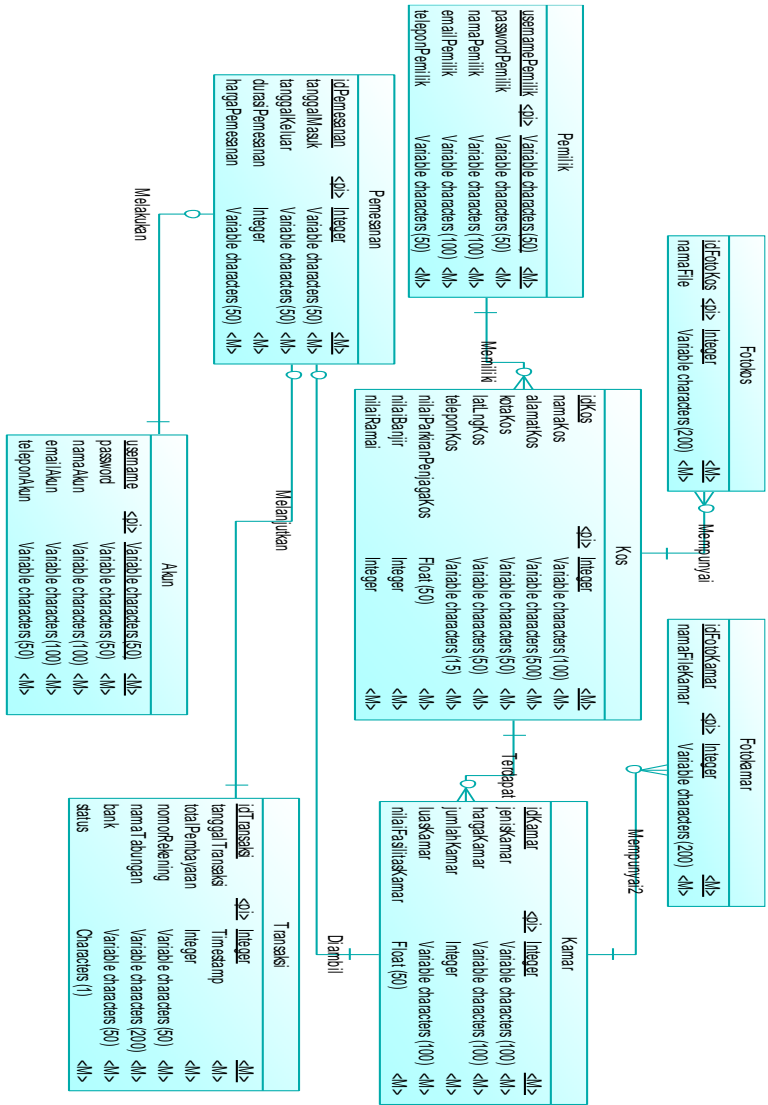 Fotokos
idFotoKos <pi> Integer <M>
namaFile Variable characters (200) <M>
Fotokamar
idFotoKamar <pi> Integer <M>
namaFileKamar Variable characters (200) <M>
Mempunyai
Mempunyai2
Pemilik
usernamePemilik <pi> Variable characters (50) <M>
passwordPemilik Variable characters (50) <M>
namaPemilik Variable characters (100) <M>
emailPemilik Variable characters (100) <M>
teleponPemilik Variable characters (50) <M>
Memiliki
Kos
idKos <pi> Integer <M>
namaKos Variable characters (100) <M>
alamatKos Variable characters (500) <M>
kotaKos Variable characters (50) <M>
latLngKos Variable characters (50) <M>
teleponKos Variable characters (15) <M>
nilaiParkiranPenjagaKos Float (50) <M>
nilaiBanjir Integer <M>
nilaiRamai Integer <M>
Terdapat
Kamar
idKamar <pi> Integer <M>
jenisKamar Variable characters (100) <M>
hargaKamar Variable characters (100) <M>
jumlahKamar Integer <M>
luasKamar Variable characters (100) <M>
nilaiFasilitasKamar Float (50) <M>
Pemesanan
idPemesanan <pi> Integer <M>
tanggalMasuk Variable characters (50) <M>
tanggalKeluar Variable characters (50) <M>
durasiPemesanan Integer <M>
hargaPemesanan Variable characters (50) <M>
Diambil
Melanjutkan
Melakukan
Transaksi
idTransaksi <pi> Integer <M>
tanggalTransaksi Timestamp <M>
totalPembayaran Integer <M>
nomorRekening Variable characters (50) <M>
namaTabungan Variable characters (200) <M>
bank Variable characters (50) <M>
status Characters (1) <M>
Akun
username <pi> Variable characters (50) <M>
password Variable characters (50) <M>
namaAkun Variable characters (100) <M>
emailAkun Variable characters (100) <M>
teleponAkun Variable characters (50) <M>